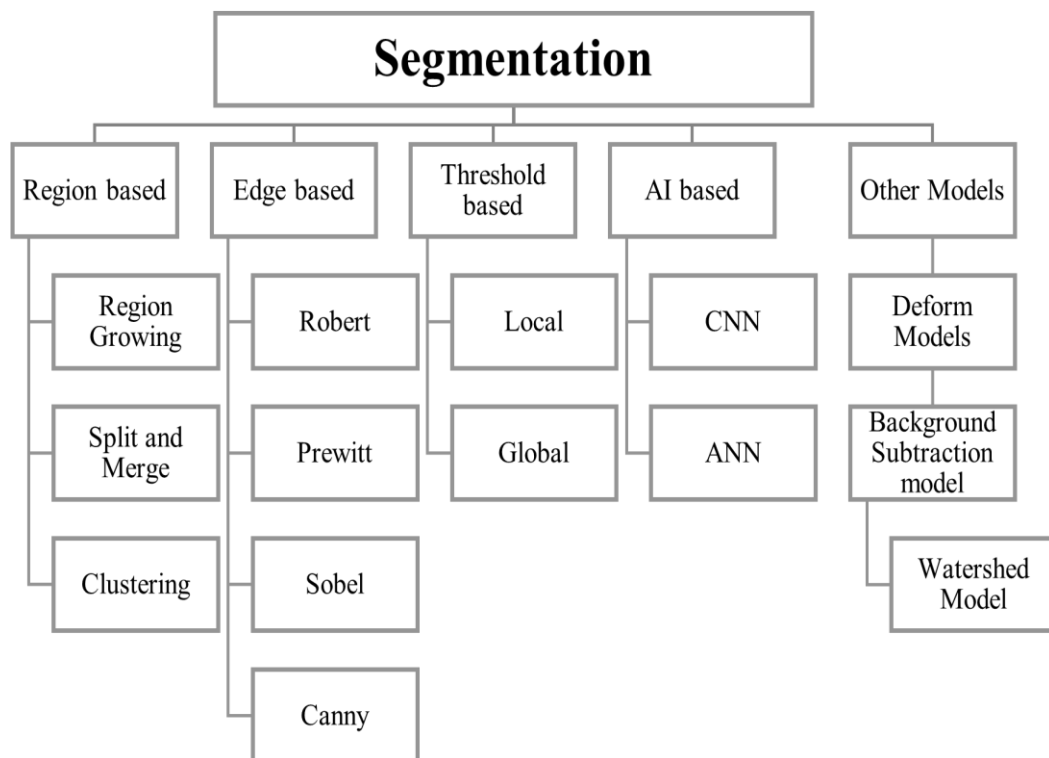 Segmentation
Region based
Edge based
Threshold
based
AI based
Other Models
Region
Growing
Robert
Local
CNN
Deform
Models
Split and
Merge
Prewitt
Global
ANN
Background
Subtraction
model
Clustering
Sobel
Watershed
Model
Canny